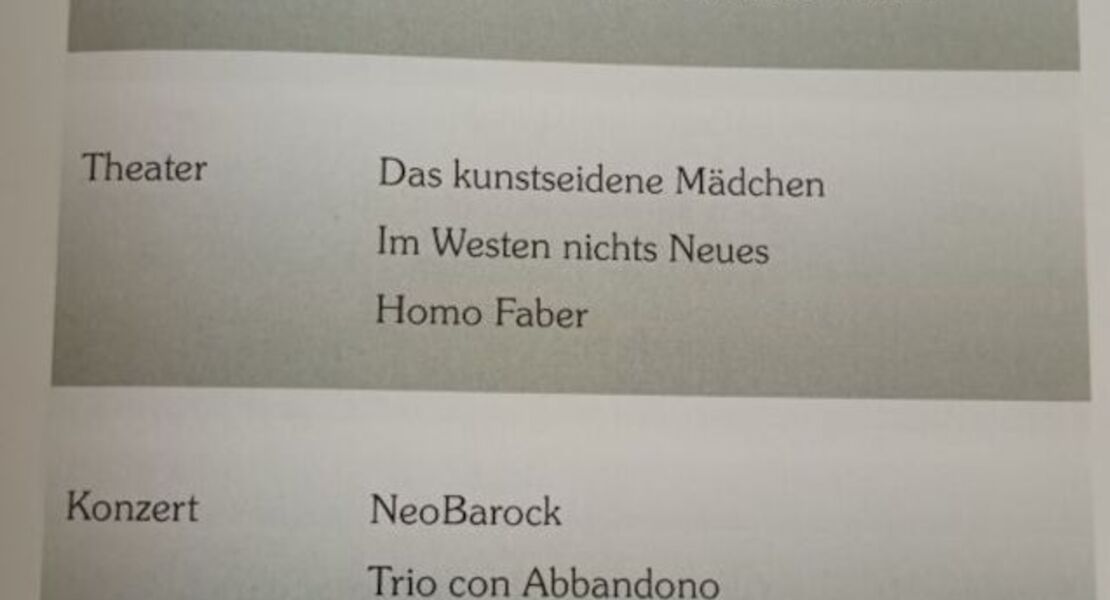 Theater Das kunstseidene Mädchen
Im Westen nichts Neues
Homo Faber
Konzert NeoBarock
Trio con Abbandono